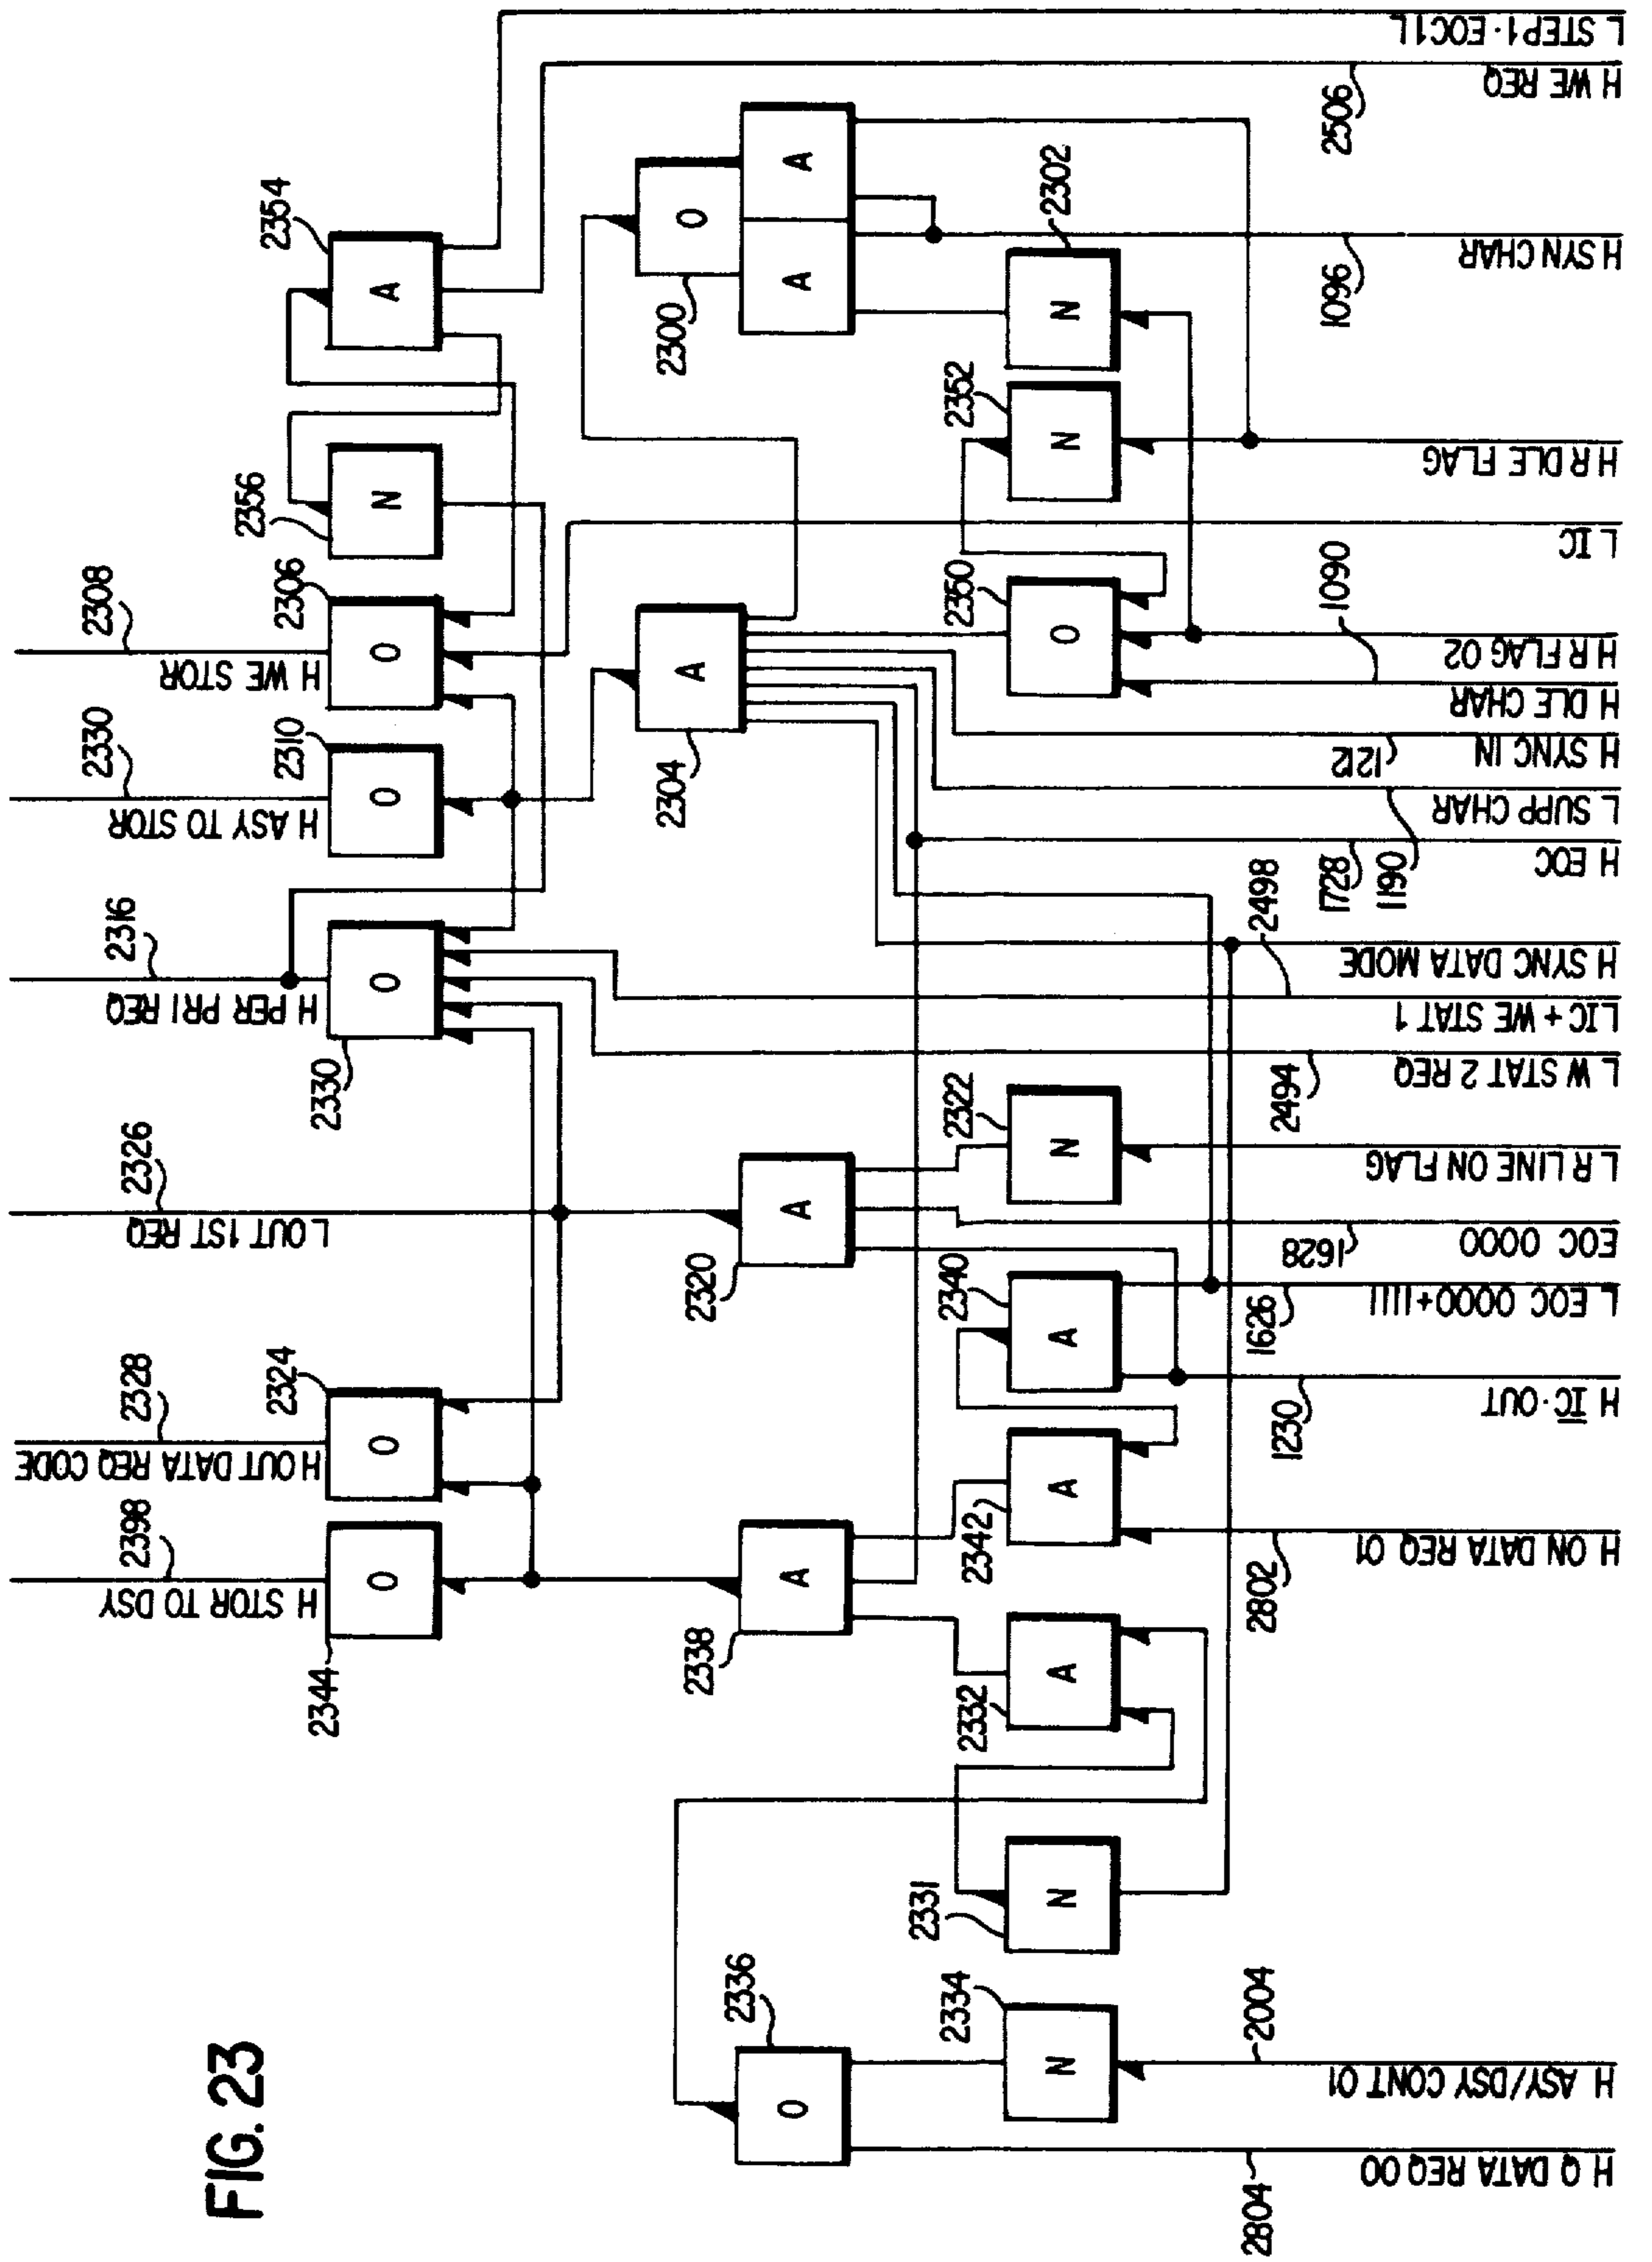 FIG. 23
H STOR TO DSY
2398
2344
O
H OUT DATA REQ CODE
2328
2324
O
L OUT 1ST REQ
2326
H PER PRI REQ
2316
2330
O
H ASY TO STOR
2330
2310
O
H WE STOR
2308
2306
O
2356
N
2354
A
2336
O
2338
A
2320
A
2304
A
2300
O
A
A
2334
N
2331
N
2332
A
2342
A
2340
A
2322
N
2350
O
2352
N
2302
N
2804
H Q DATA REQ 00
2004
H ASY/DSY CONT 01
2802
H ON DATA REQ 01
1230
H IC·OUT
1626
L EOC 0000+1111
1628
EOC 0000
L R LINE ON FLAG
2494
L W STAT 2 REQ
2498
LIC + WE STAT 1
H SYNC DATA MODE
1728
H EOC
1190
L SUPP CHAR
1212
H SYNC IN
1090
H DLE CHAR
H R FLAG 02
L IC
H R DLE FLAG
1096
H SYN CHAR
2506
H WE REQ
L STEP1·EOC1L